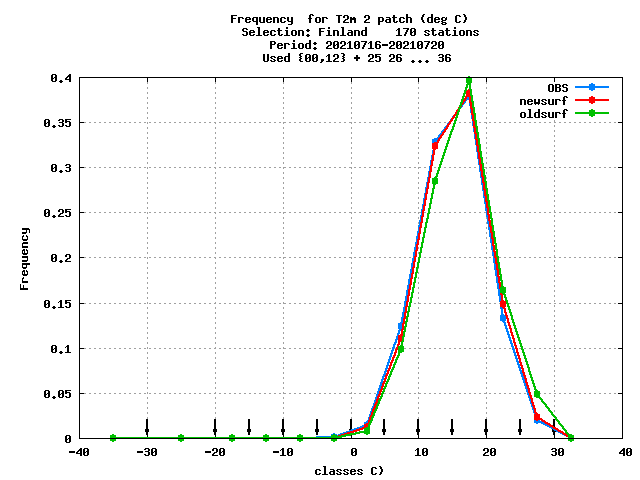 Frequency  for T2m 2 patch (deg C)
Selection: Finland    170 stations
Period: 20210716-20210720
Used {00,12} + 25 26 ... 36
0.4
0.35
0.3
0.25
0.2
0.15
0.1
0.05
0
Frequency
OBS
newsurf
oldsurf
-40 -30 -20 -10 0 10 20 30 40
classes C)